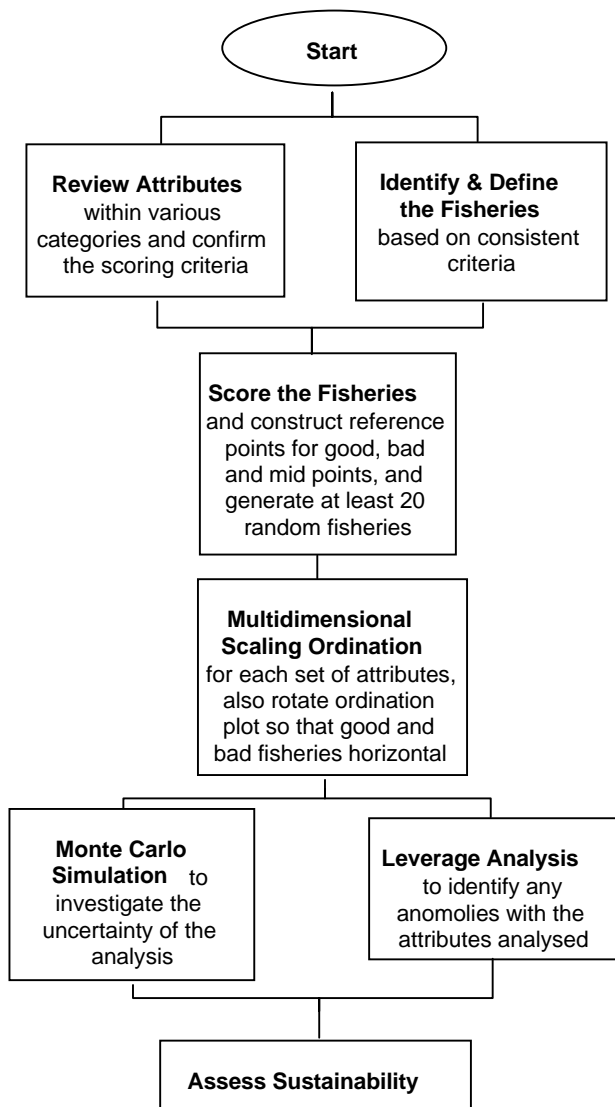 Start
Review Attributes
within various
categories and confirm
the scoring criteria
Identify & Define
the Fisheries
based on consistent
criteria
Score the Fisheries
and construct reference
points for good, bad
and mid points, and
generate at least 20
random fisheries
Multidimensional
Scaling Ordination
for each set of attributes,
also rotate ordination
plot so that good and
bad fisheries horizontal
Monte Carlo
Simulation to
investigate the
uncertainty of the
analysis
Leverage Analysis
to identify any
anomolies with the
attributes analysed
Assess Sustainability